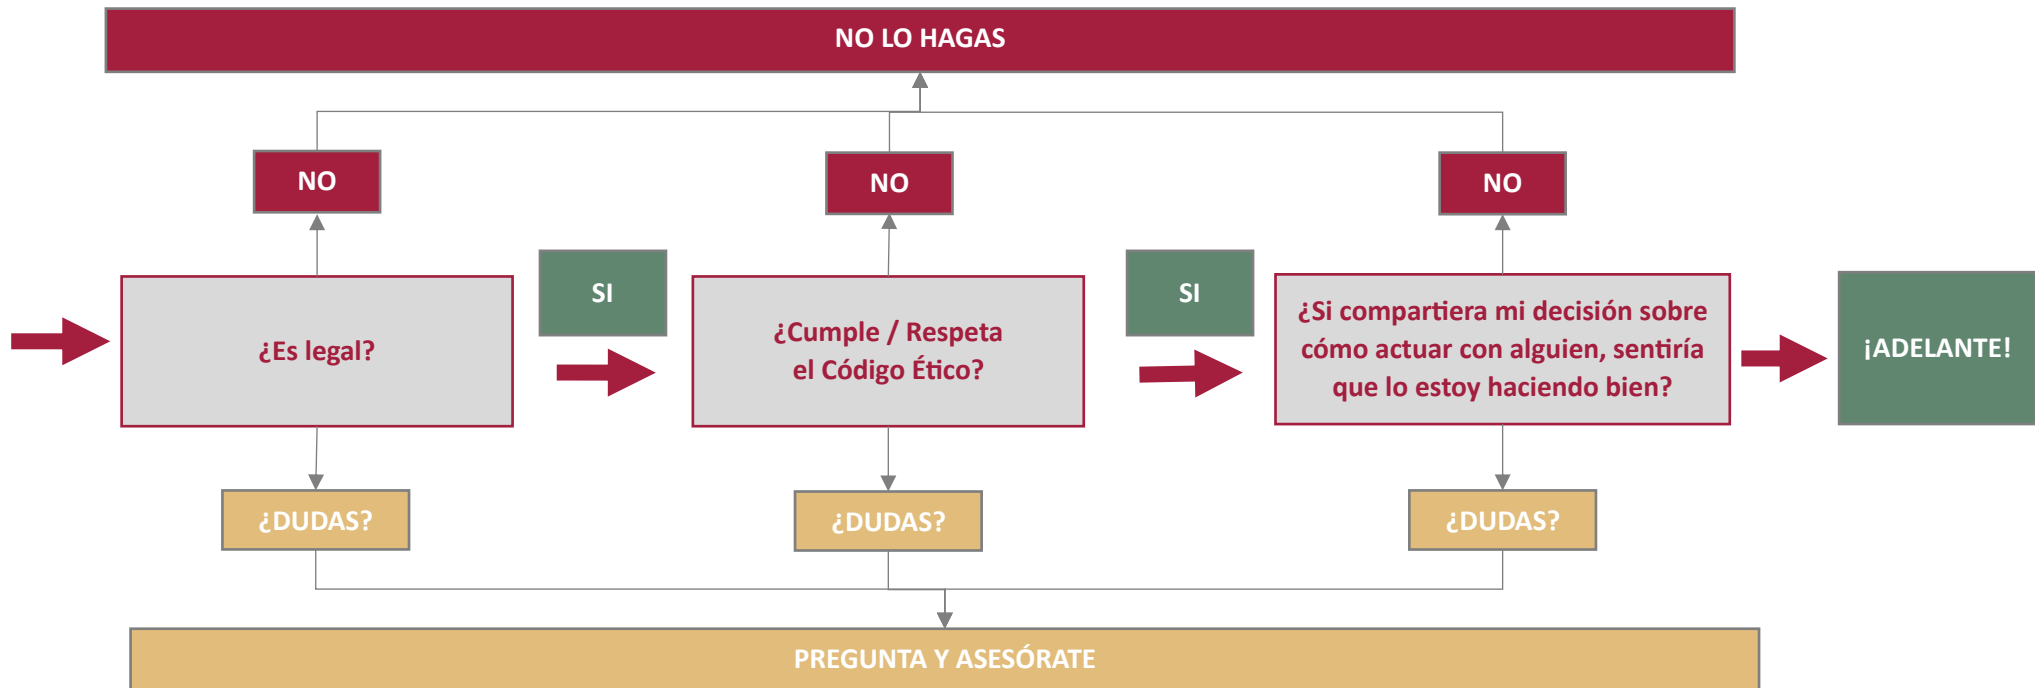 NO LO HAGAS
NO
NO
NO
¿Es legal?
SI
¿Cumple / Respeta
el Código Ético?
SI
¿Si compartiera mi decisión sobre
cómo actuar con alguien, sentiría
que lo estoy haciendo bien?
¡ADELANTE!
¿DUDAS?
¿DUDAS?
¿DUDAS?
PREGUNTA Y ASESÓRATE